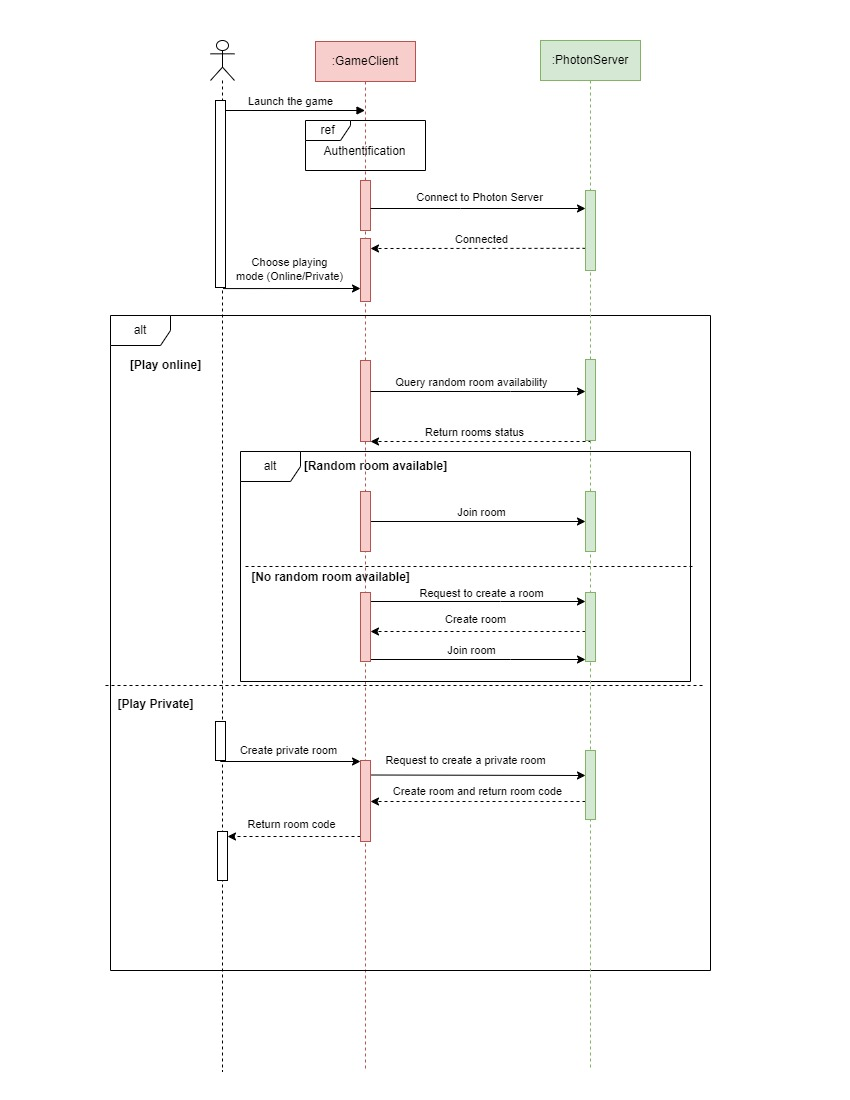 :GameClient
:PhotonServer
Launch the game
ref
Authentification
Connect to Photon Server
Connected
Choose playing
mode (Online/Private)
alt
[Play online]
Query random room availability
Return rooms status
alt
[Random room available]
Join room
[No random room available]
Request to create a room
Create room
Join room
[Play Private]
Create private room
Request to create a private room
Create room and return room code
Return room code